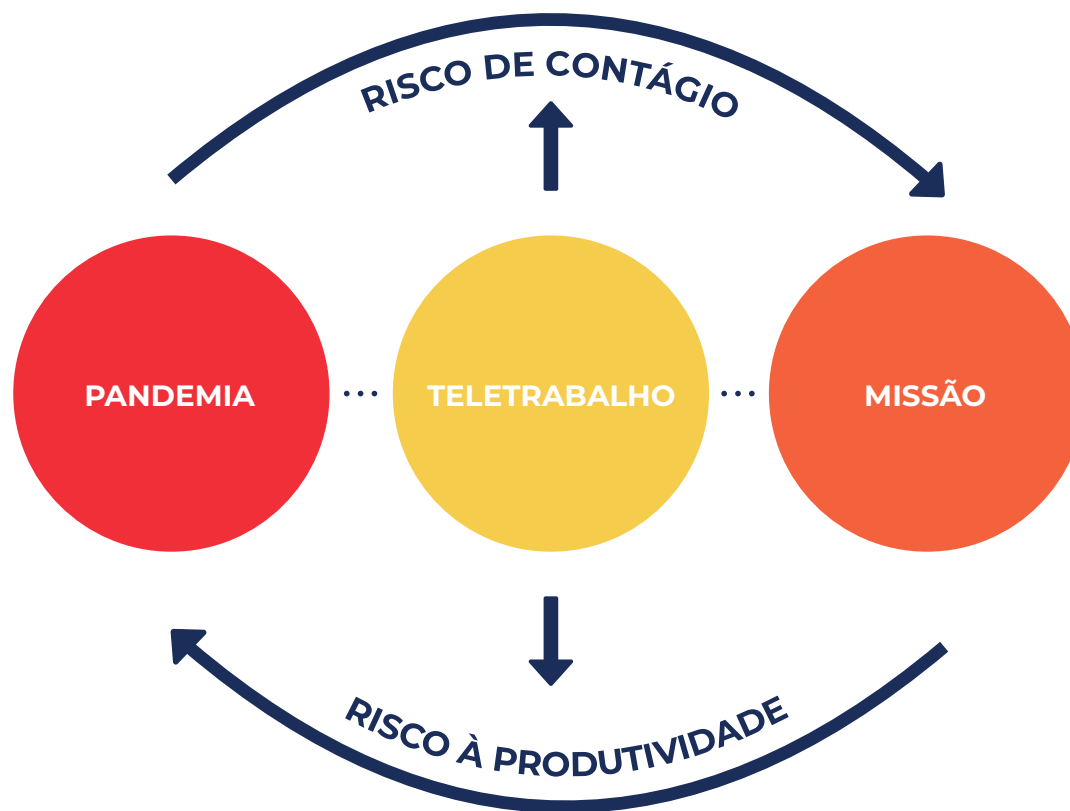 RISCO DE CONTÁGIO
PANDEMIA ... TELETRABALHO ... MISSÃO
RISCO À PRODUTIVIDADE